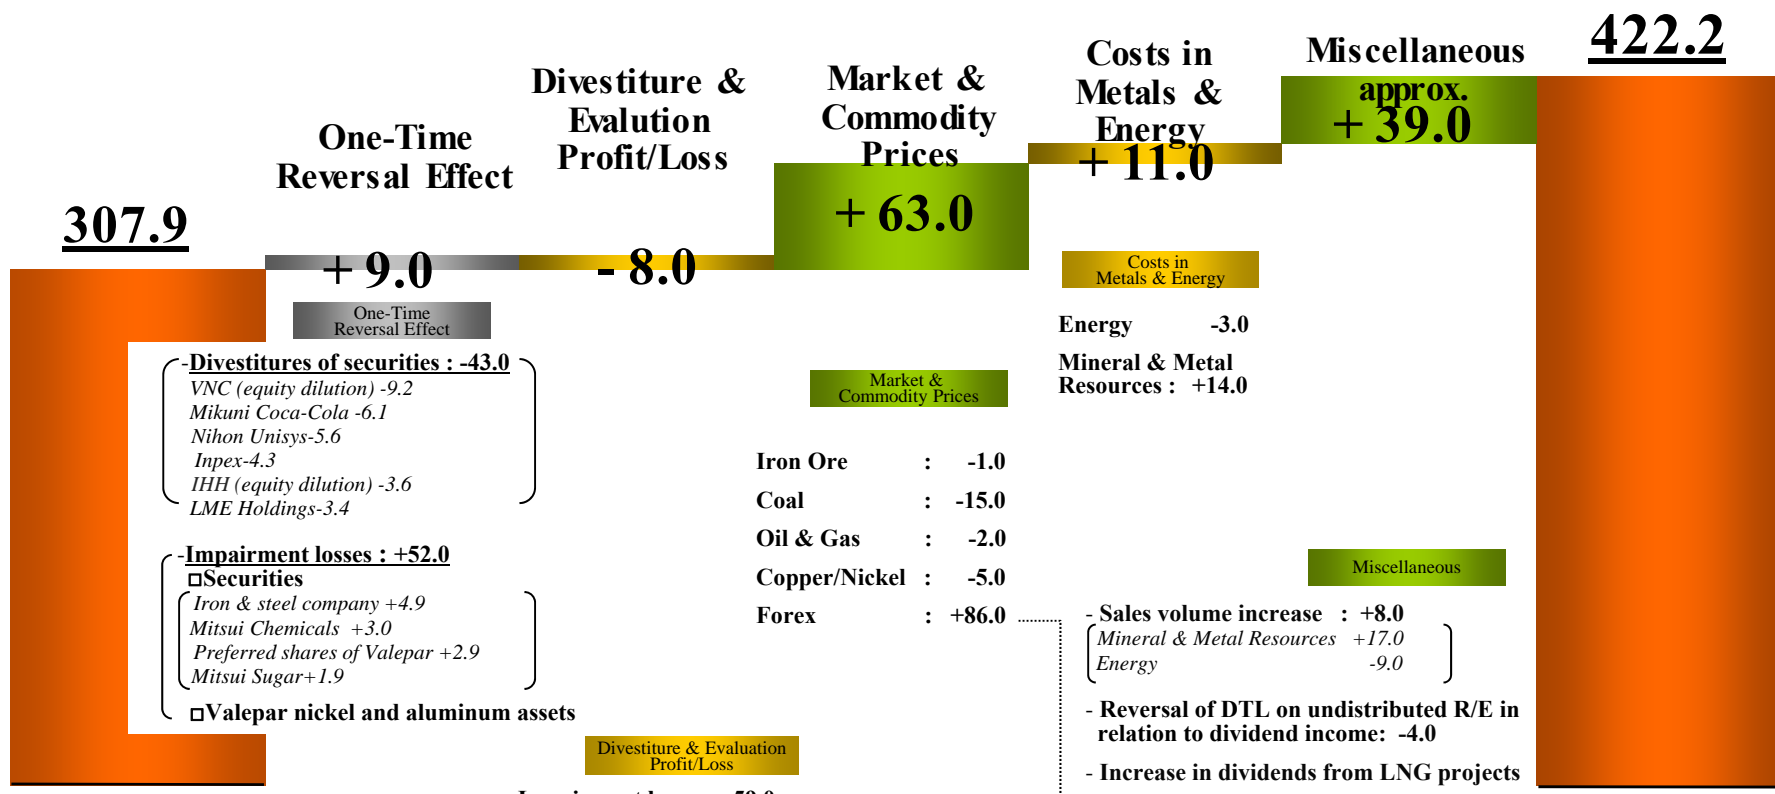 307.9
One-Time
Reversal Effect
+ 9.0
Divestiture &
Evalution
Profit/Loss
- 8.0
Market &
Commodity
Prices
+ 63.0
Costs in
Metals &
Energy
+ 11.0
Miscellaneous
approx.
+ 39.0
422.2
One-Time
Reversal Effect
-Divestitures of securities : -43.0
VNC (equity dilution) -9.2
Mikuni Coca-Cola -6.1
Nihon Unisys-5.6
Inpex-4.3
IHH (equity dilution) -3.6
LME Holdings-3.4
-Impairment losses : +52.0
□Securities
Iron & steel company +4.9
Mitsui Chemicals +3.0
Preferred shares of Valepar +2.9
Mitsui Sugar+1.9
□Valepar nickel and aluminum assets
Divestiture & Evaluation
Profit/Loss
Market &
Commodity Prices
Iron Ore : -1.0
Coal : -15.0
Oil & Gas : -2.0
Copper/Nickel : -5.0
Forex : +86.0
Costs in
Metals & Energy
Energy -3.0
Mineral & Metal
Resources : +14.0
Miscellaneous
- Sales volume increase : +8.0
Mineral & Metal Resources +17.0
Energy -9.0
- Reversal of DTL on undistributed R/E in
relation to dividend income: -4.0
- Increase in dividends from LNG projects